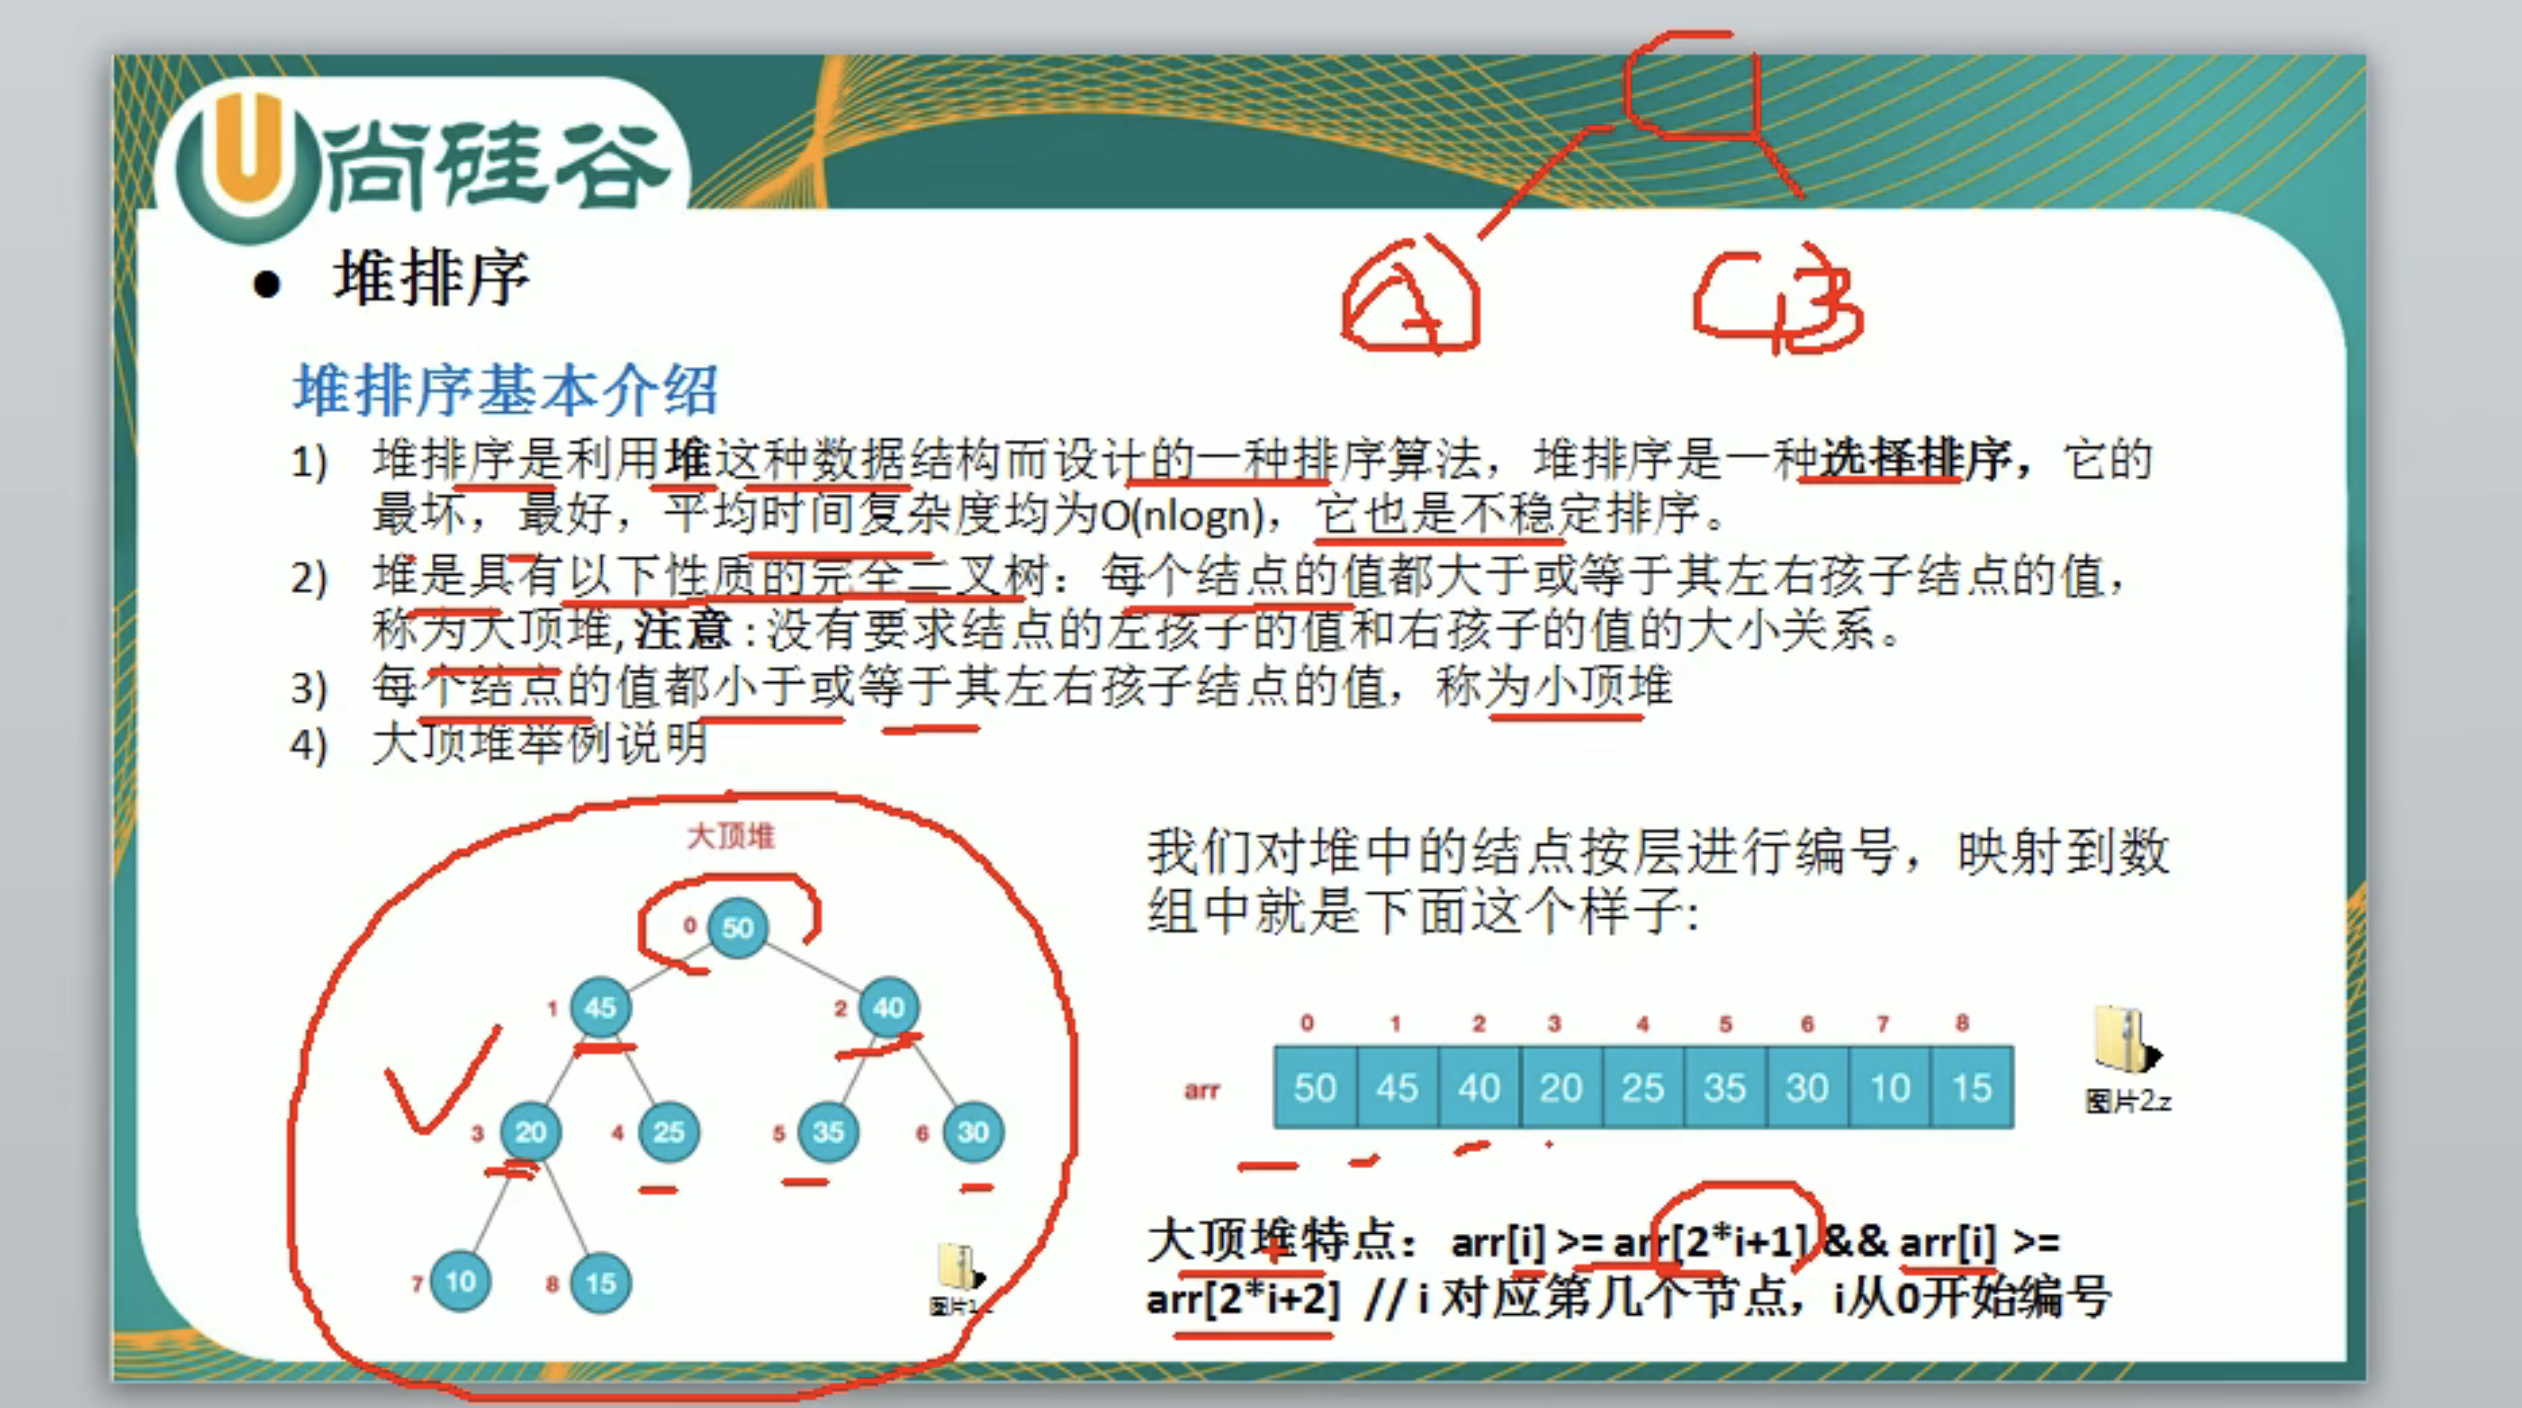 尚硅谷
● 堆排序
堆排序基本介绍
1) 堆排序是利用堆这种数据结构而设计的一种排序算法，堆排序是一种选择排序，它的
最坏，最好，平均时间复杂度均为O(nlogn)，它也是不稳定排序。
2) 堆是具有以下性质的完全二叉树：每个结点的值都大于或等于其左右孩子结点的值，
称为大顶堆,注意:没有要求结点的左孩子的值和右孩子的值的大小关系。
3) 每个结点的值都小于或等于其左右孩子结点的值，称为小顶堆
4) 大顶堆举例说明
A B
大顶堆
0 50
1 45 2 40
3 20 4 25 5 35 6 30
7 10 8 15
图片1
我们对堆中的结点按层进行编号，映射到数
组中就是下面这个样子:
0 1 2 3 4 5 6 7 8
arr 50 45 40 20 25 35 30 10 15
图片2.z
大顶堆特点：arr[i] >= arr[2*i+1] && arr[i] >=
arr[2*i+2] // i 对应第几个节点，i从0开始编号